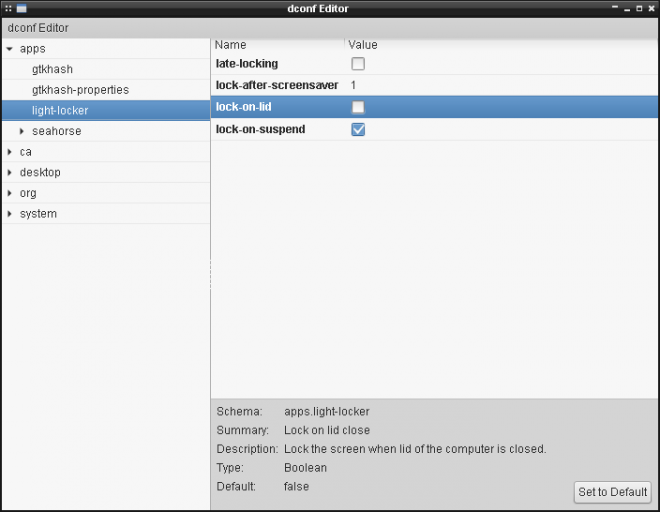 dconf Editor
dconf Editor
apps
gtkhash
gtkhash-properties
light-locker
seahorse
ca
desktop
org
system
Name Value
late-locking
lock-after-screensaver 1
lock-on-lid
lock-on-suspend
Schema: apps.light-locker
Summary: Lock on lid close
Description: Lock the screen when lid of the computer is closed.
Type: Boolean
Default: false
Set to Default